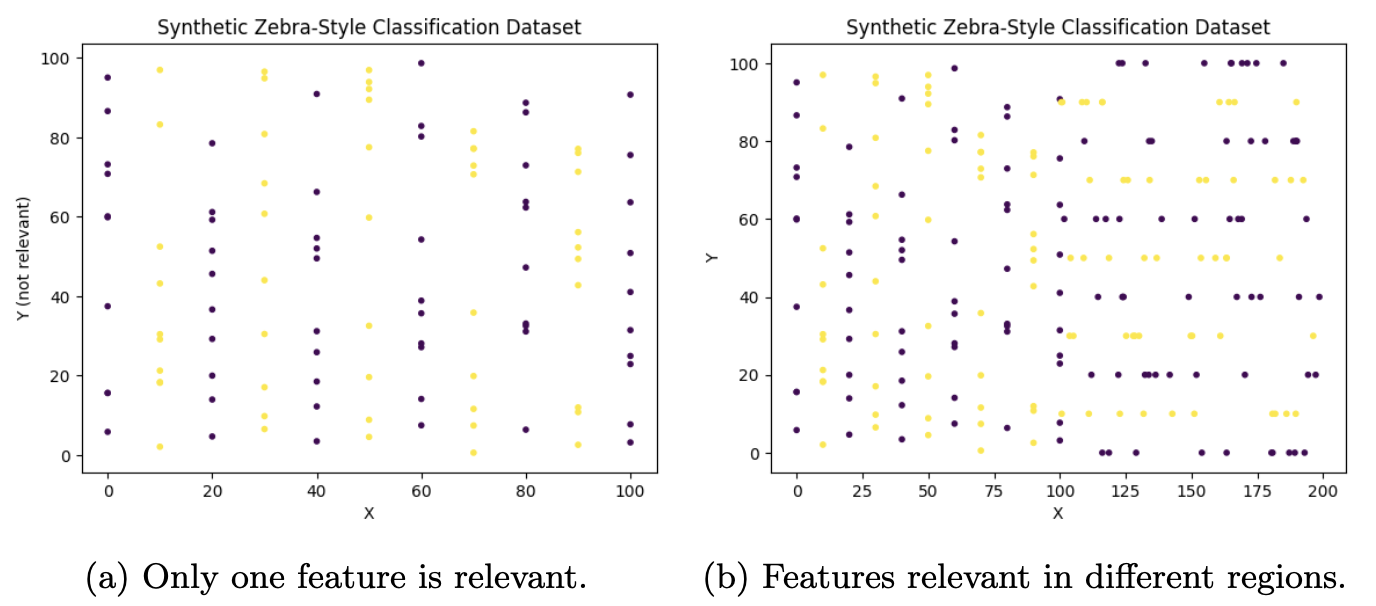 Synthetic Zebra-Style Classification Dataset
100
80
60
40
20
0
Y (not relevant)
0 20 40 60 80 100
X
(a) Only one feature is relevant.
Synthetic Zebra-Style Classification Dataset
100
80
60
40
20
0
Y
0 25 50 75 100 125 150 175 200
X
(b) Features relevant in different regions.